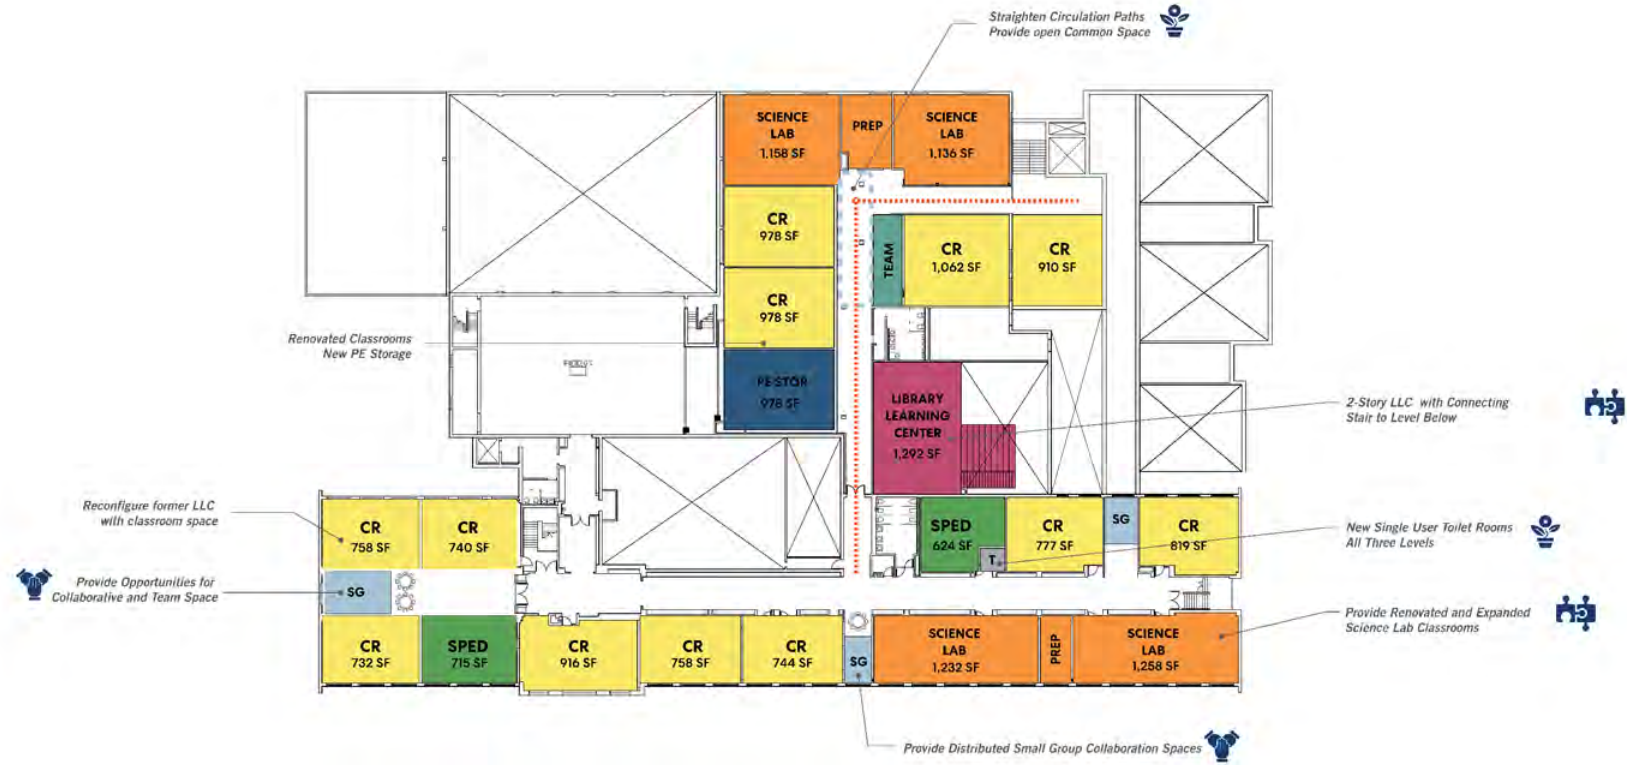 Straighten Circulation Paths
Provide open Common Space
SCIENCE
LAB
1,158 SF
PREP
SCIENCE
LAB
1,136 SF
CR
978 SF
TEAM
CR
1,062 SF
CR
910 SF
CR
978 SF
Renovated Classrooms
New PE Storage
PE STOR
978 SF
LIBRARY
LEARNING
CENTER
1,292 SF
2-Story LLC with Connecting
Stair to Level Below
Reconfigure former LLC
with classroom space
CR
758 SF
CR
740 SF
SPED
624 SF
T
CR
777 SF
SG
CR
819 SF
New Single User Toilet Rooms
All Three Levels
Provide Opportunities for
Collaborative and Team Space
SG
CR
732 SF
SPED
715 SF
CR
916 SF
CR
758 SF
CR
744 SF
SG
SCIENCE
LAB
1,232 SF
PREP
SCIENCE
LAB
1,258 SF
Provide Renovated and Expanded
Science Lab Classrooms
Provide Distributed Small Group Collaboration Spaces